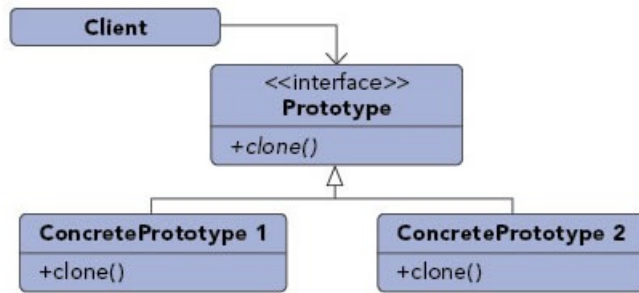 Client
<<interface>>
Prototype
+clone()
ConcretePrototype 1
+clone()
ConcretePrototype 2
+clone()